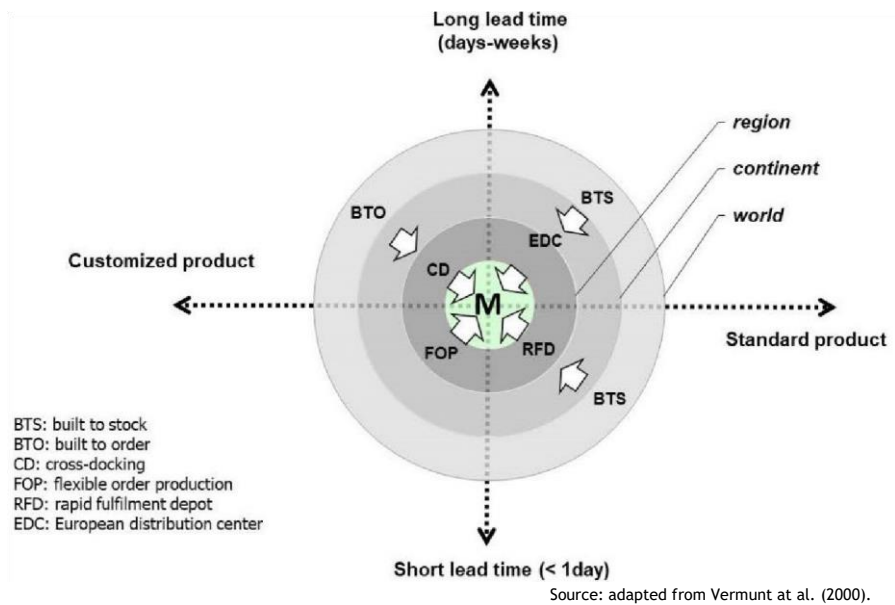 Long lead time
(days-weeks)
region
continent
world
BTS
BTO
EDC
CD
Customized product
M
Standard product
FOP
RFD
BTS
BTS: built to stock
BTO: built to order
CD: cross-docking
FOP: flexible order production
RFD: rapid fulfilment depot
EDC: European distribution center
Short lead time (< 1day)
Source: adapted from Vermunt at al. (2000).